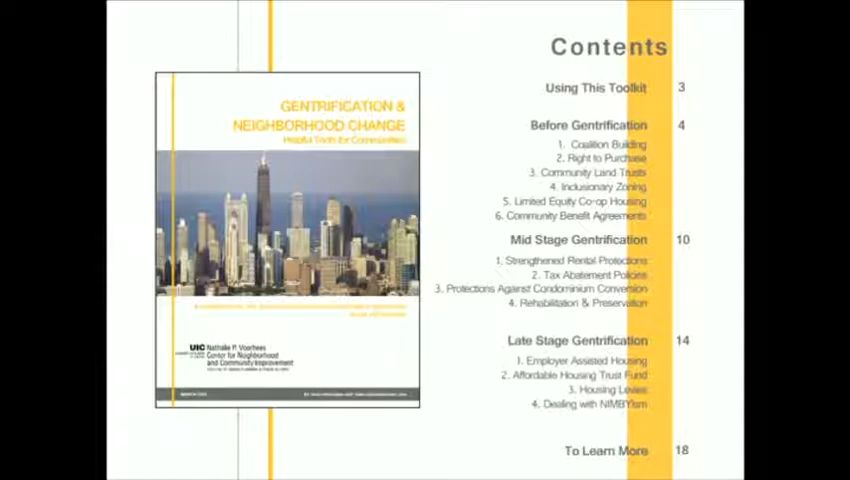 GENTRIFICATION &
NEIGHBORHOOD CHANGE
Helpful Tools for Communities
UIC Nathalie P. Voorhees
Center for Neighborhood
and Community Improvement
Contents
Using This Toolkit 3
Before Gentrification 4
1. Coalition Building
2. Right to Purchase
3. Community Land Trusts
4. Inclusionary Zoning
5. Limited Equity Co-op Housing
6. Community Benefit Agreements
Mid Stage Gentrification 10
1. Strengthened Rental Protections
2. Tax Abatement Policies
3. Protections Against Condominium Conversion
4. Rehabilitation & Preservation
Late Stage Gentrification 14
1. Employer Assisted Housing
2. Affordable Housing Trust Fund
3. Housing Levies
4. Dealing with NIMBYism
To Learn More 18